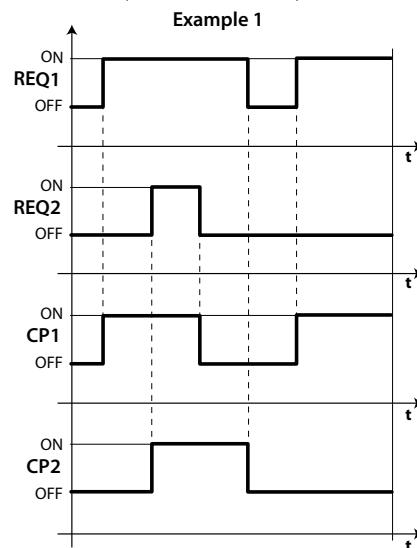 Example 1
ON
REQ1
OFF
t
ON
REQ2
OFF
t
ON
CP1
OFF
t
ON
CP2
OFF
t